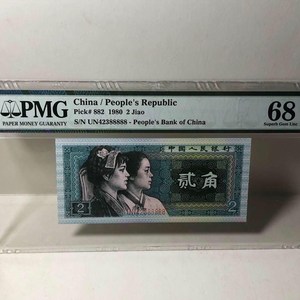 PMG
PAPER MONEY GUARANTY
China / People's Republic
Pick# 882 1980 2 Jiao
S/N UN42388888 - People's Bank of China
68
Superb Gem Unc
中国人民银行
贰角
2
2